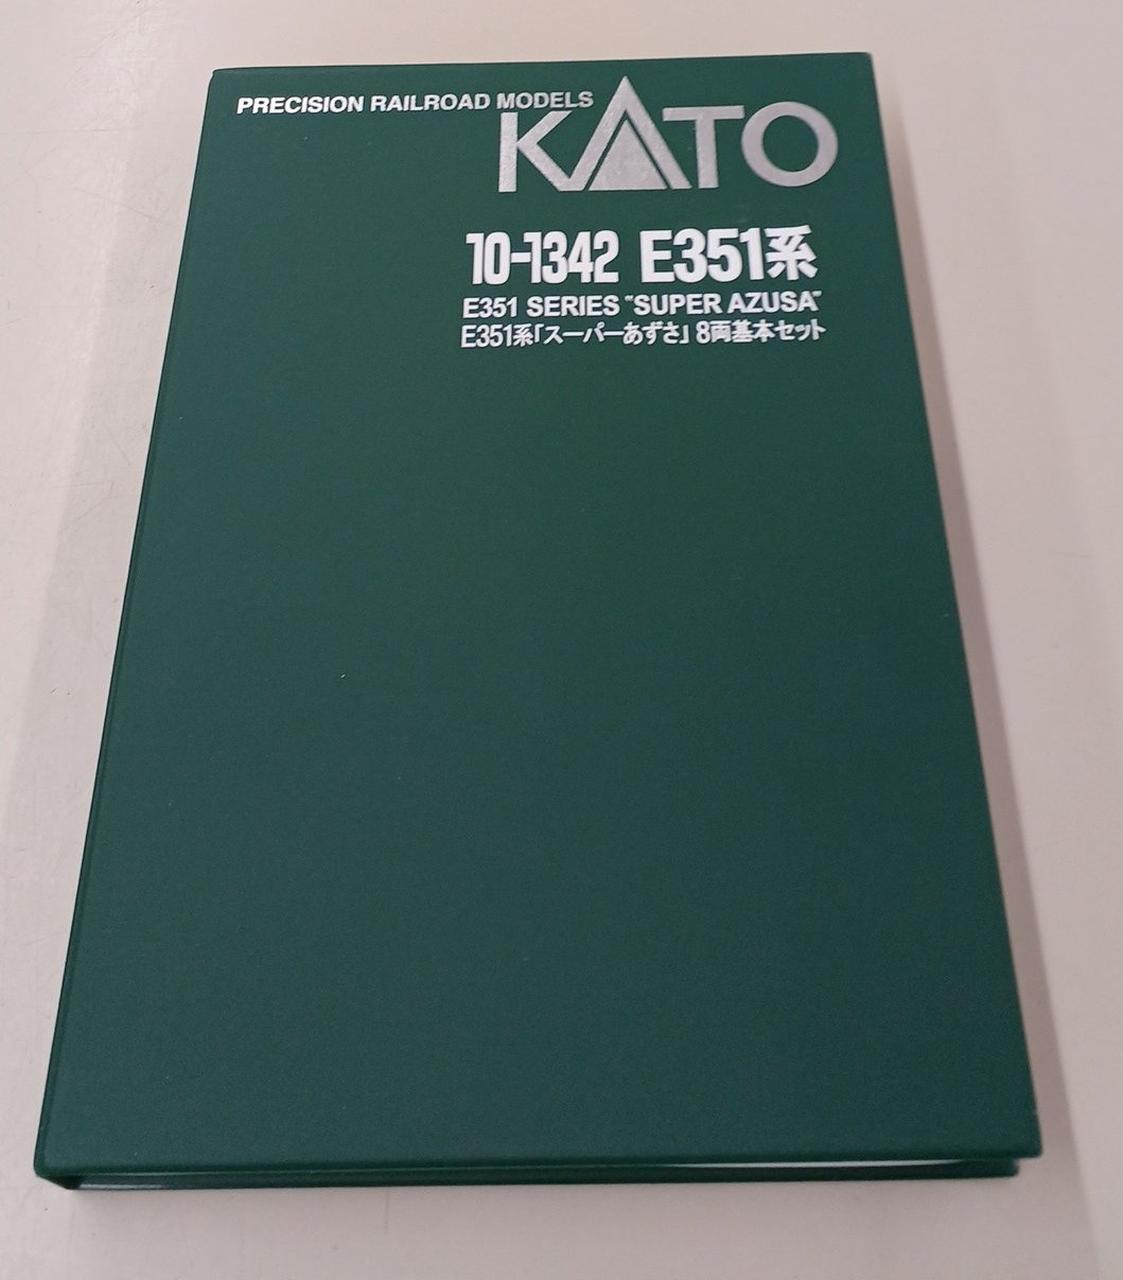 PRECISION RAILROAD MODELS
KATO
10-1342 E351系
E351 SERIES "SUPER AZUSA"
E351系「スーパーあずさ」 8両基本セット